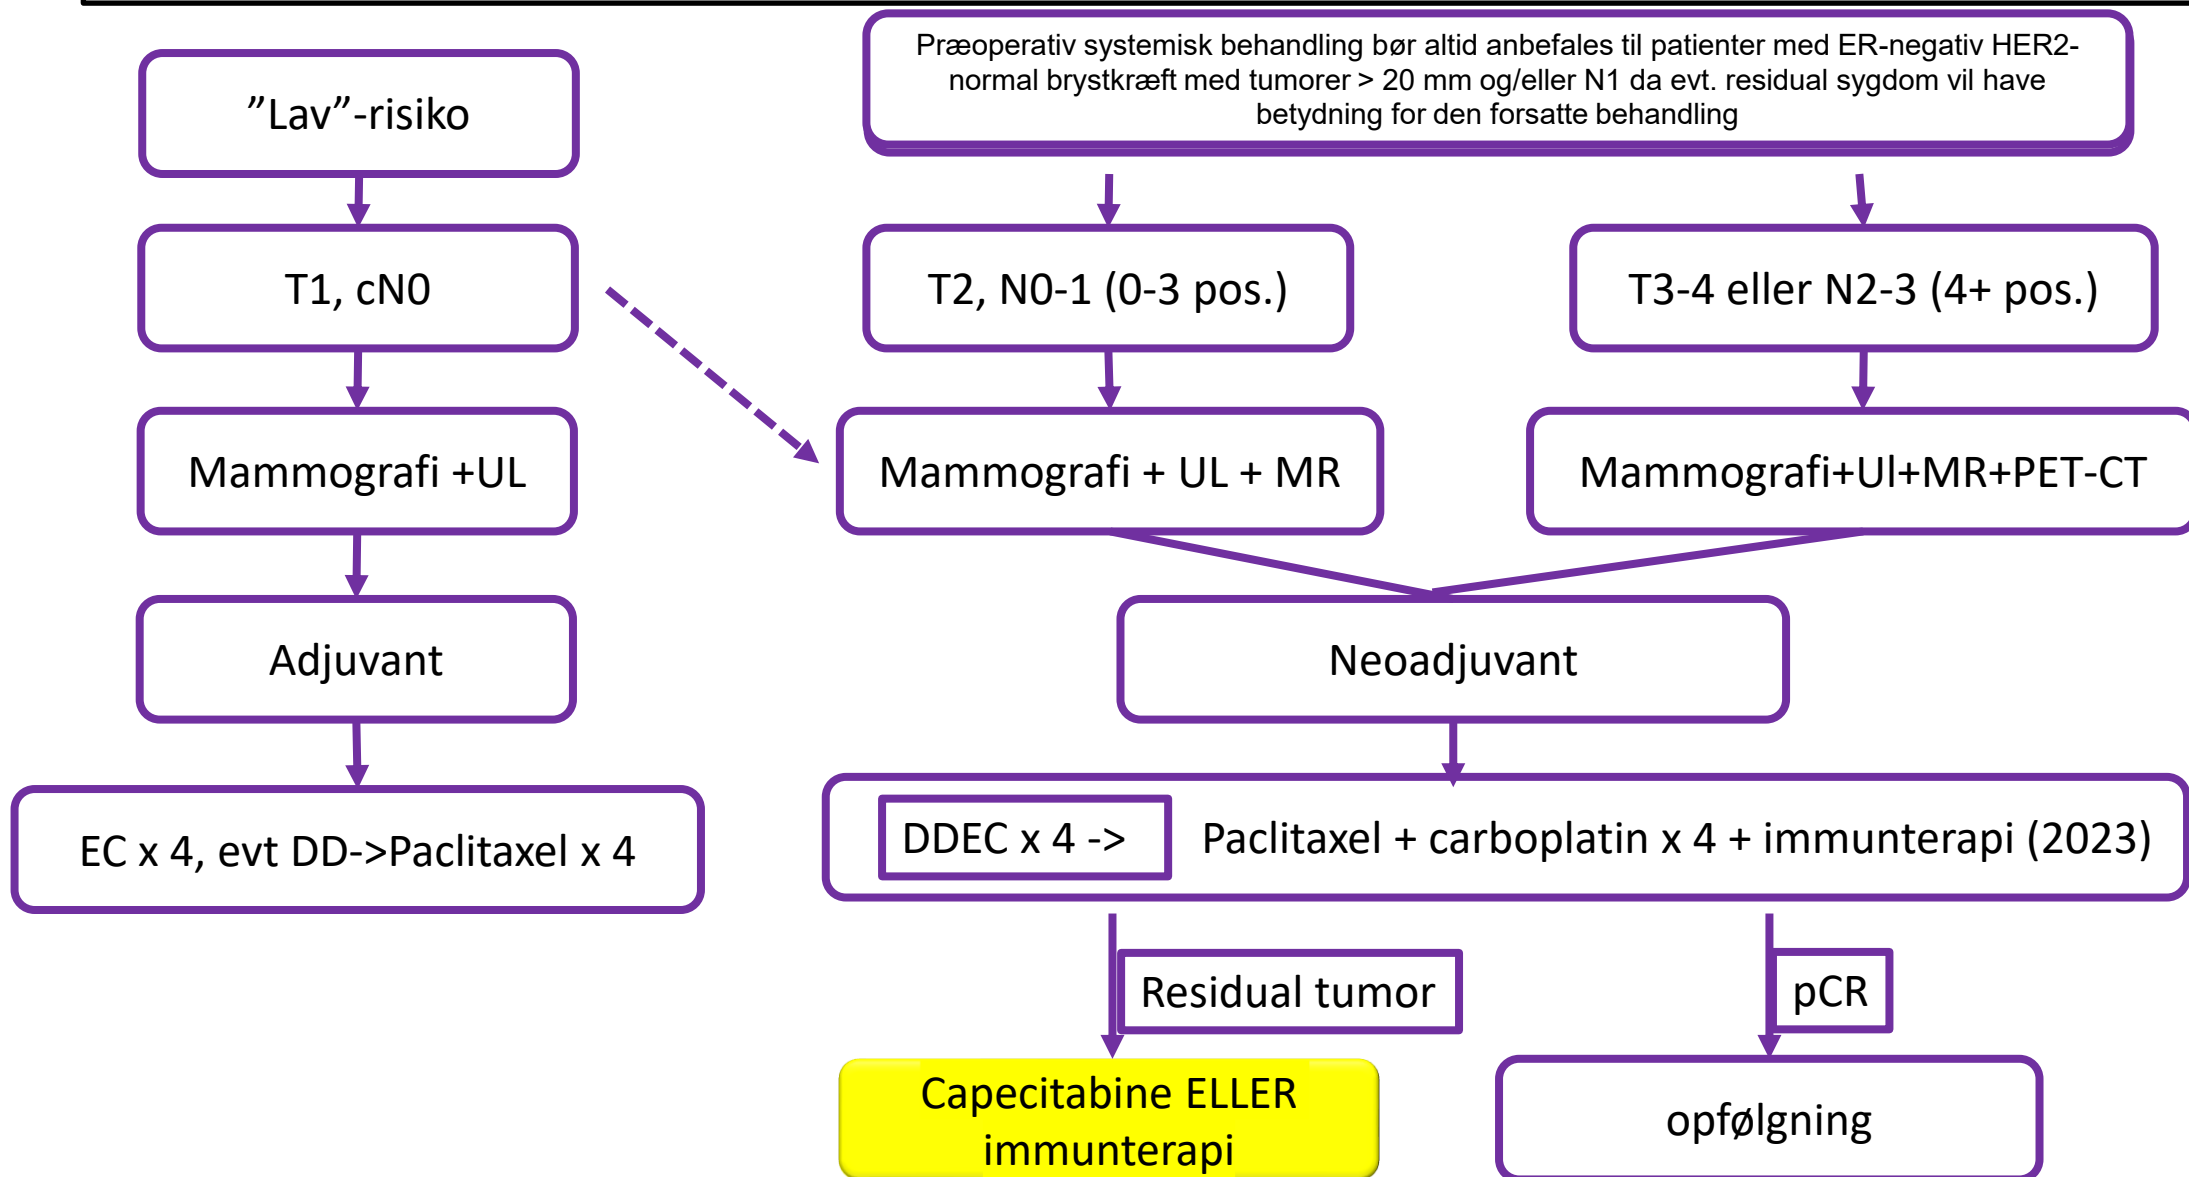 Præoperativ systemisk behandling bør altid anbefales til patienter med ER-negativ HER2-
normal brystkræft med tumorer > 20 mm og/eller N1 da evt. residual sygdom vil have
betydning for den forsatte behandling
”Lav”-risiko
T1, cN0
T2, N0-1 (0-3 pos.)
T3-4 eller N2-3 (4+ pos.)
Mammografi +UL
Mammografi + UL + MR
Mammografi+Ul+MR+PET-CT
Adjuvant
Neoadjuvant
EC x 4, evt DD->Paclitaxel x 4
DDEC x 4 -> Paclitaxel + carboplatin x 4 + immunterapi (2023)
Residual tumor
pCR
Capecitabine ELLER
immunterapi
opfølgning